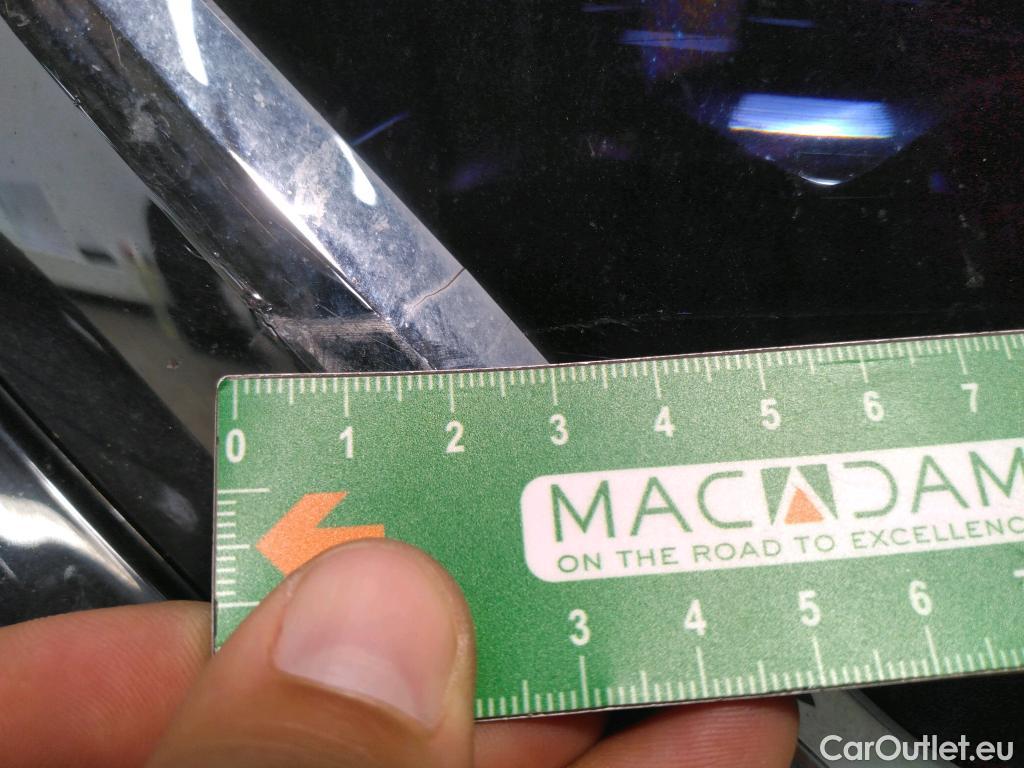 0 1 2 3 4 5 6 7
MACADAM
ON THE ROAD TO EXCELLENC
3 4 5 6
CarOutlet.eu